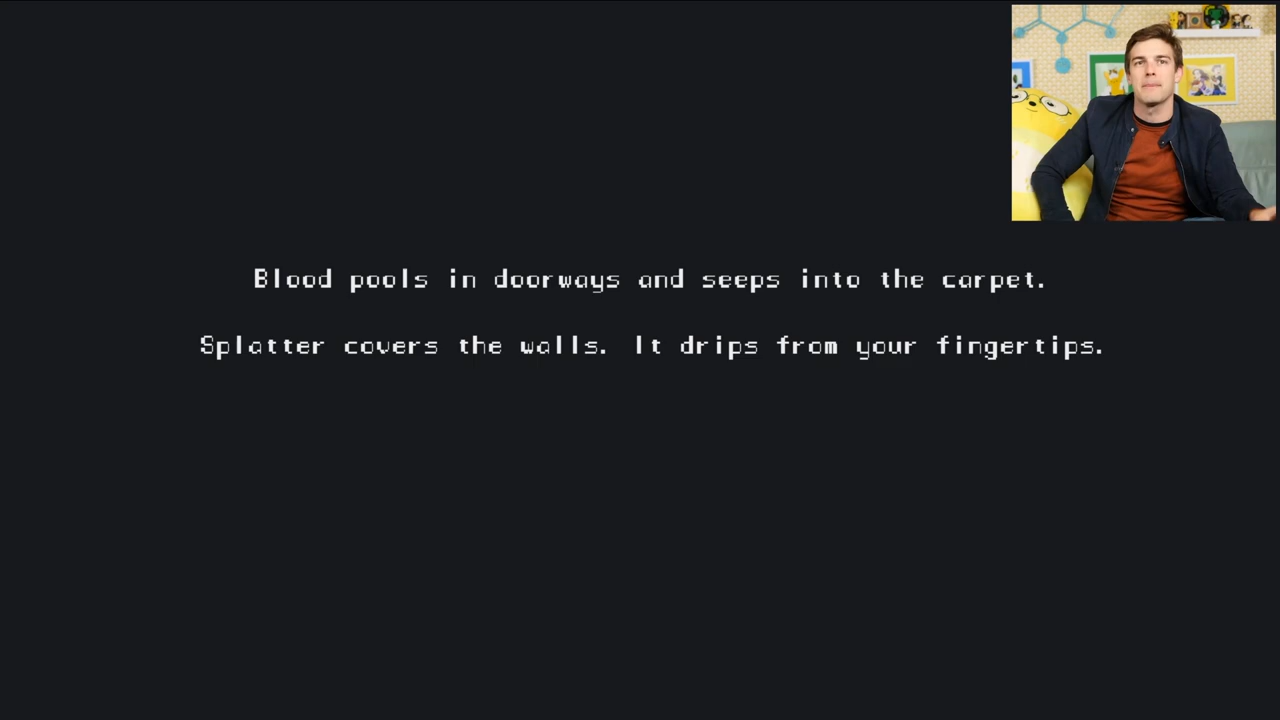 Blood pools in doorways and seeps into the carpet.
Splatter covers the walls. It drips from your fingertips.